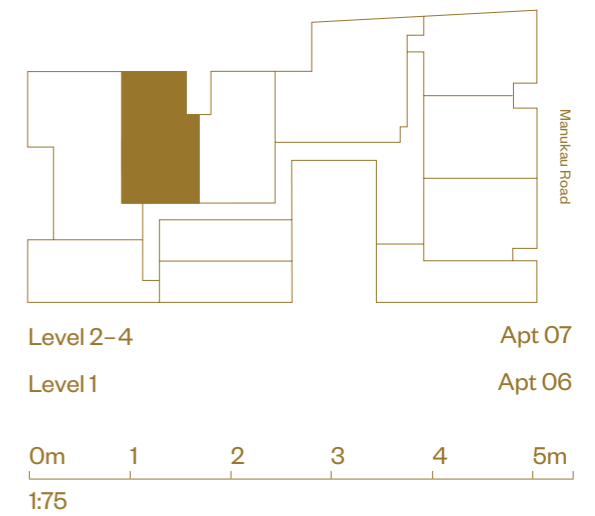 Manukau Road
Level 2–4
Apt 07
Level 1
Apt 06
0m 1 2 3 4 5m
1:75